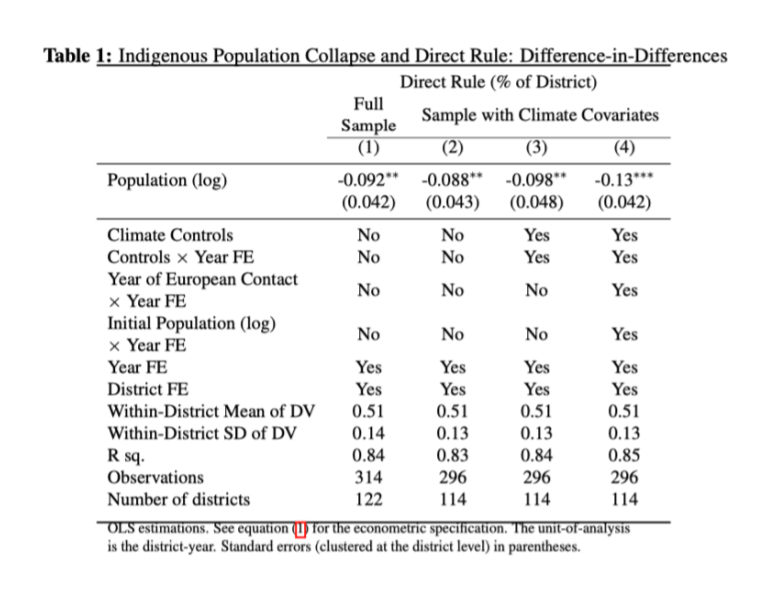 Table 1: Indigenous Population Collapse and Direct Rule: Difference-in-Differences
Direct Rule (% of District)
Full Sample with Climate Covariates
Sample
(1) (2) (3) (4)
Population (log) -0.092** -0.088** -0.098** -0.13***
(0.042) (0.043) (0.048) (0.042)
Climate Controls No No Yes Yes
Controls × Year FE No No Yes Yes
Year of European Contact
× Year FE No No No Yes
Initial Population (log)
× Year FE No No No Yes
Year FE Yes Yes Yes Yes
District FE Yes Yes Yes Yes
Within-District Mean of DV 0.51 0.51 0.51 0.51
Within-District SD of DV 0.14 0.13 0.13 0.13
R sq. 0.84 0.83 0.84 0.85
Observations 314 296 296 296
Number of districts 122 114 114 114
OLS estimations. See equation (1) for the econometric specification. The unit-of-analysis
is the district-year. Standard errors (clustered at the district level) in parentheses.